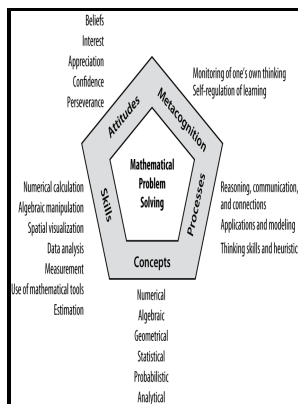 Beliefs
Interest
Appreciation
Confidence
Perseverance
Monitoring of one's own thinking
Self-regulation of learning
Attitudes
Metacognition
Mathematical
Problem
Solving
Skills
Processes
Concepts
Numerical calculation
Algebraic manipulation
Spatial visualization
Data analysis
Measurement
Use of mathematical tools
Estimation
Reasoning, communication,
and connections
Applications and modeling
Thinking skills and heuristic
Numerical
Algebraic
Geometrical
Statistical
Probabilistic
Analytical